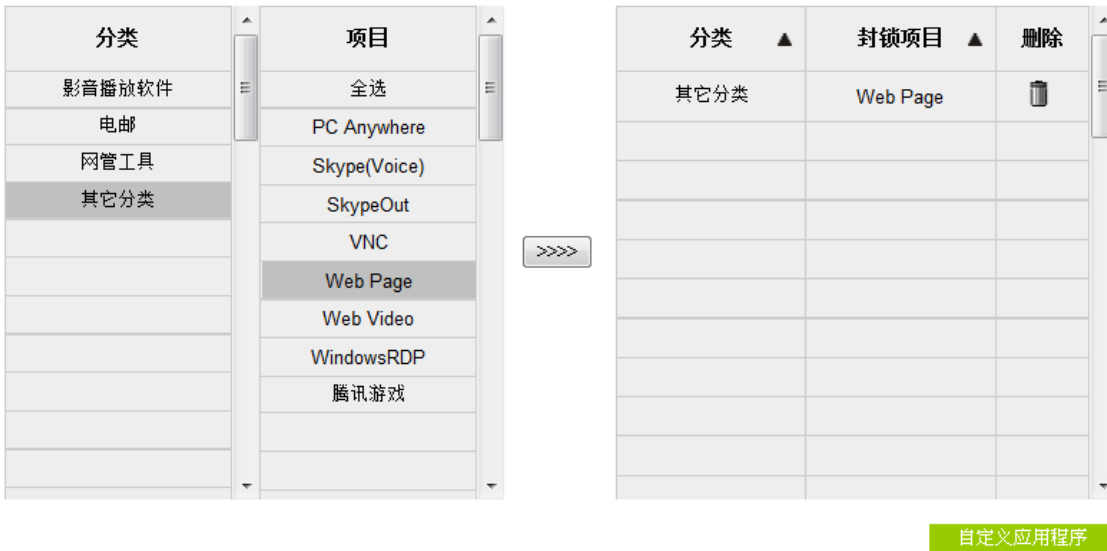 分类
项目
影音播放软件
全选
电邮
PC Anywhere
网管工具
Skype(Voice)
其它分类
SkypeOut
VNC
Web Page
Web Video
WindowsRDP
腾讯游戏
>>>>
分类 ▲
封锁项目 ▲
删除
其它分类
Web Page
自定义应用程序